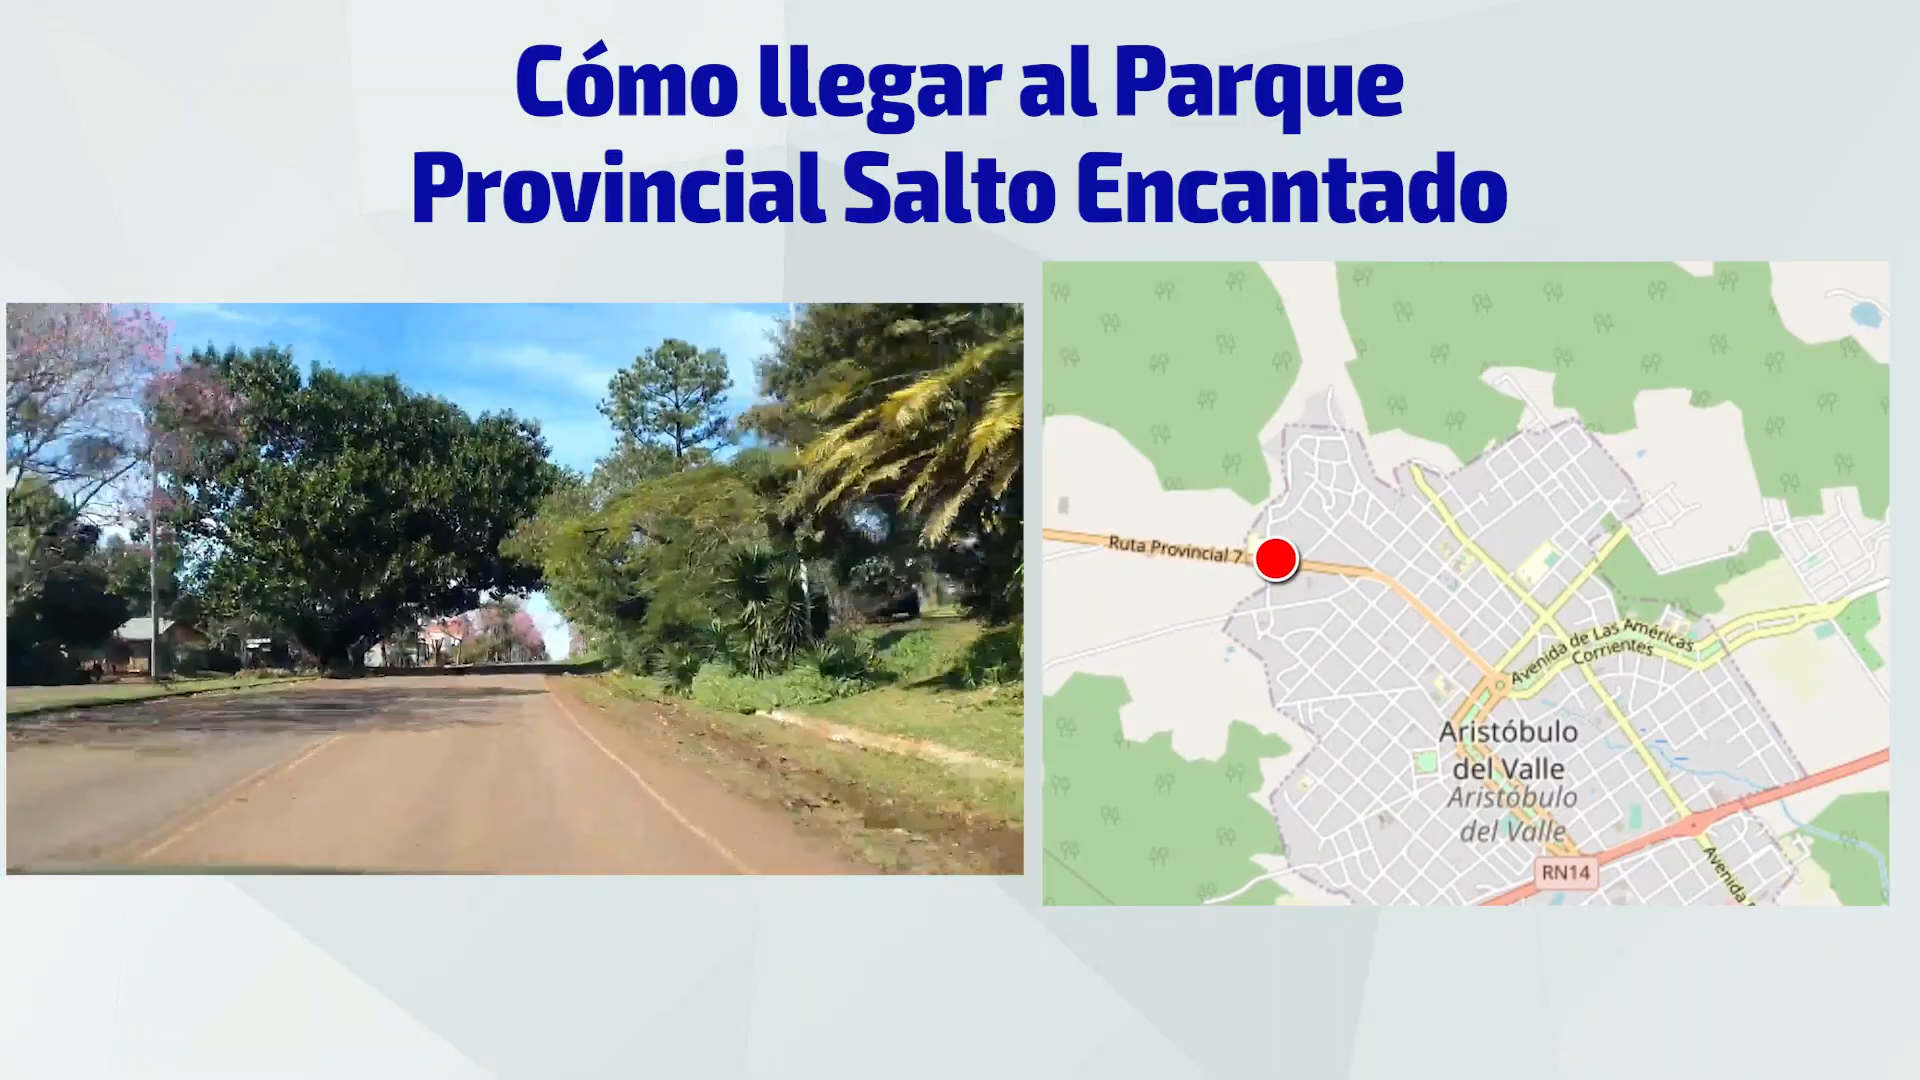 Cómo llegar al Parque
Provincial Salto Encantado
Ruta Provincial 7
Avenida de Las Américas
Corrientes
Aristóbulo
del Valle
Aristóbulo
del Valle
RN14
Avenida